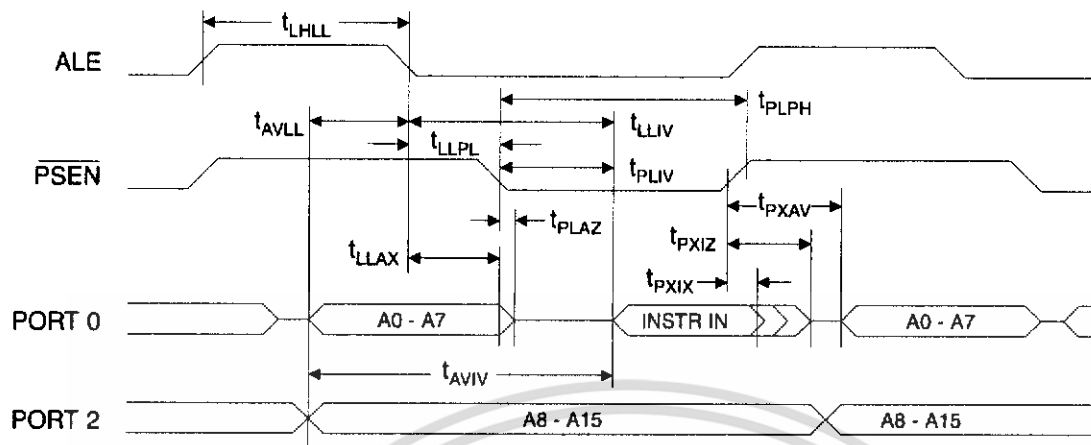 tLHLL
ALE
tPLPH
tAVLL
tLLIV
tLLPL
PSEN
tPLIV
tPXAV
tPLAZ
tPXIZ
tLLAX
tPXIX
PORT 0
A0 - A7
INSTR IN
A0 - A7
tAVIV
PORT 2
A8 - A15
A8 - A15